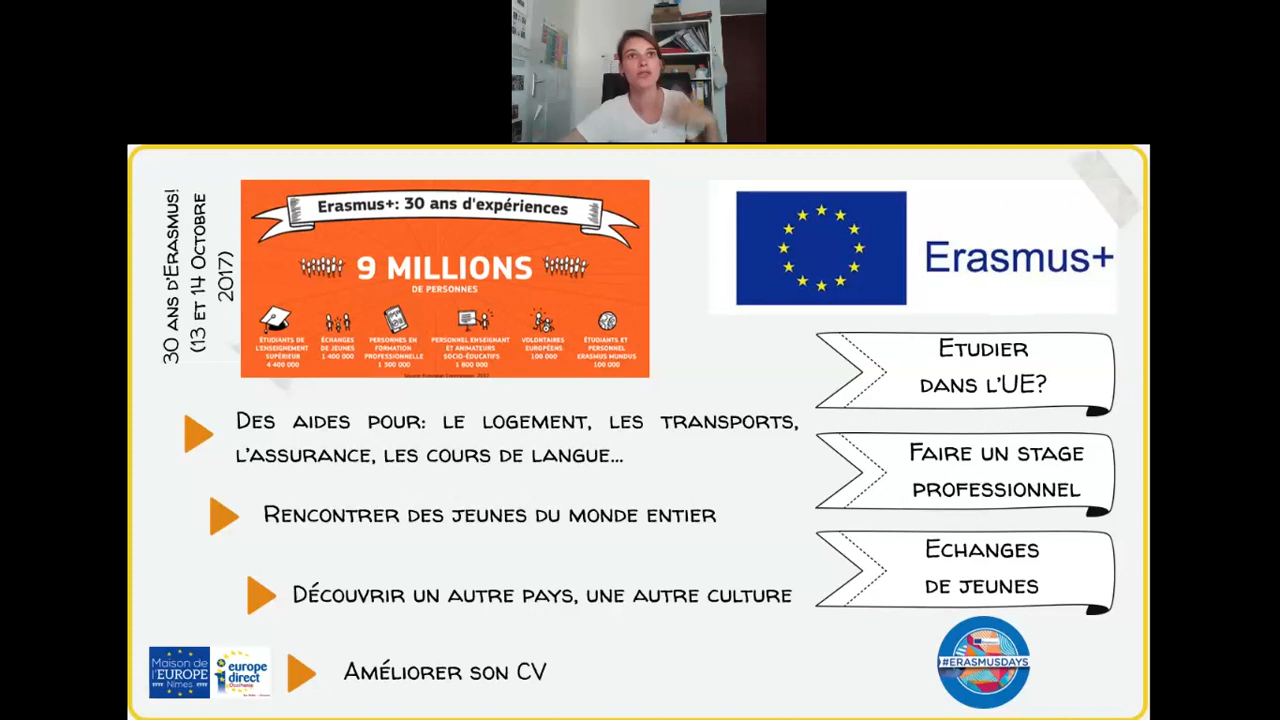 30 ANS D'ERASMUS!
(13 ET 14 OCTOBRE
2017)
Erasmus+: 30 ans d'expériences
9 MILLIONS
DE PERSONNES
ÉTUDIANTS DE
L'ENSEIGNEMENT
SUPÉRIEUR
4 400 000
ÉCHANGES
DE JEUNES
1 400 000
PERSONNES EN
FORMATION
PROFESSIONNELLE
1 300 000
PERSONNEL ENSEIGNANT
ET ANIMATEURS
SOCIO-ÉDUCATIFS
1 800 000
VOLONTAIRES
EUROPÉENS
100 000
ÉTUDIANTS ET
PERSONNEL
ERASMUS MUNDUS
100 000
Erasmus+
ETUDIER
DANS L'UE?
FAIRE UN STAGE
PROFESSIONNEL
ECHANGES
DE JEUNES
DES AIDES POUR: LE LOGEMENT, LES TRANSPORTS,
L'ASSURANCE, LES COURS DE LANGUE...
RENCONTRER DES JEUNES DU MONDE ENTIER
DÉCOUVRIR UN AUTRE PAYS, UNE AUTRE CULTURE
AMÉLIORER SON CV
Maison de
l'EUROPE
Nîmes
europe
direct
#ERASMUSDAYS